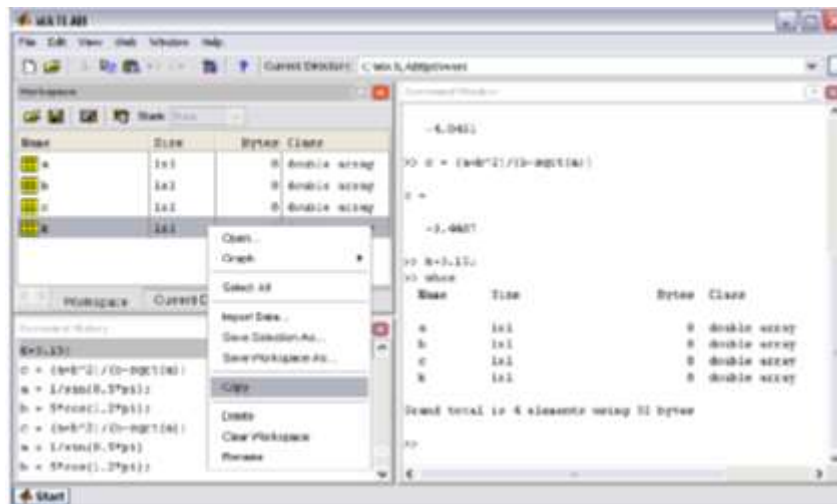 MATLAB
File Edit View Web Window Help
Current Directory:
Workspace
Stack:
Name Size Bytes Class
a 1x1 8 double array
b 1x1 8 double array
c 1x1 8 double array
k 1x1
Open...
Graph
Select All
Import Data...
Save Selection As...
Save Workspace As...
Copy
Delete
Clear Workspace
Rename
Workspace Current D
Command History
k=3.13;
c = (a+b^2)/(b-sqrt(a))
a = 1/sin(0.5*pi);
b = 5*cos(1.2*pi);
c = (a+b^2)/(b-sqrt(a));
a = 1/sin(0.5*pi)
b = 5*cos(1.2*pi);
Start
Command Window
-4.0451
>> c = (a+b^2)/(b-sqrt(a))
c =
>> k=3.13;
>> whos
Name Size Bytes Class
a 1x1 8 double array
b 1x1 8 double array
c 1x1 8 double array
k 1x1 8 double array
Grand total is 4 elements using 32 bytes
>>